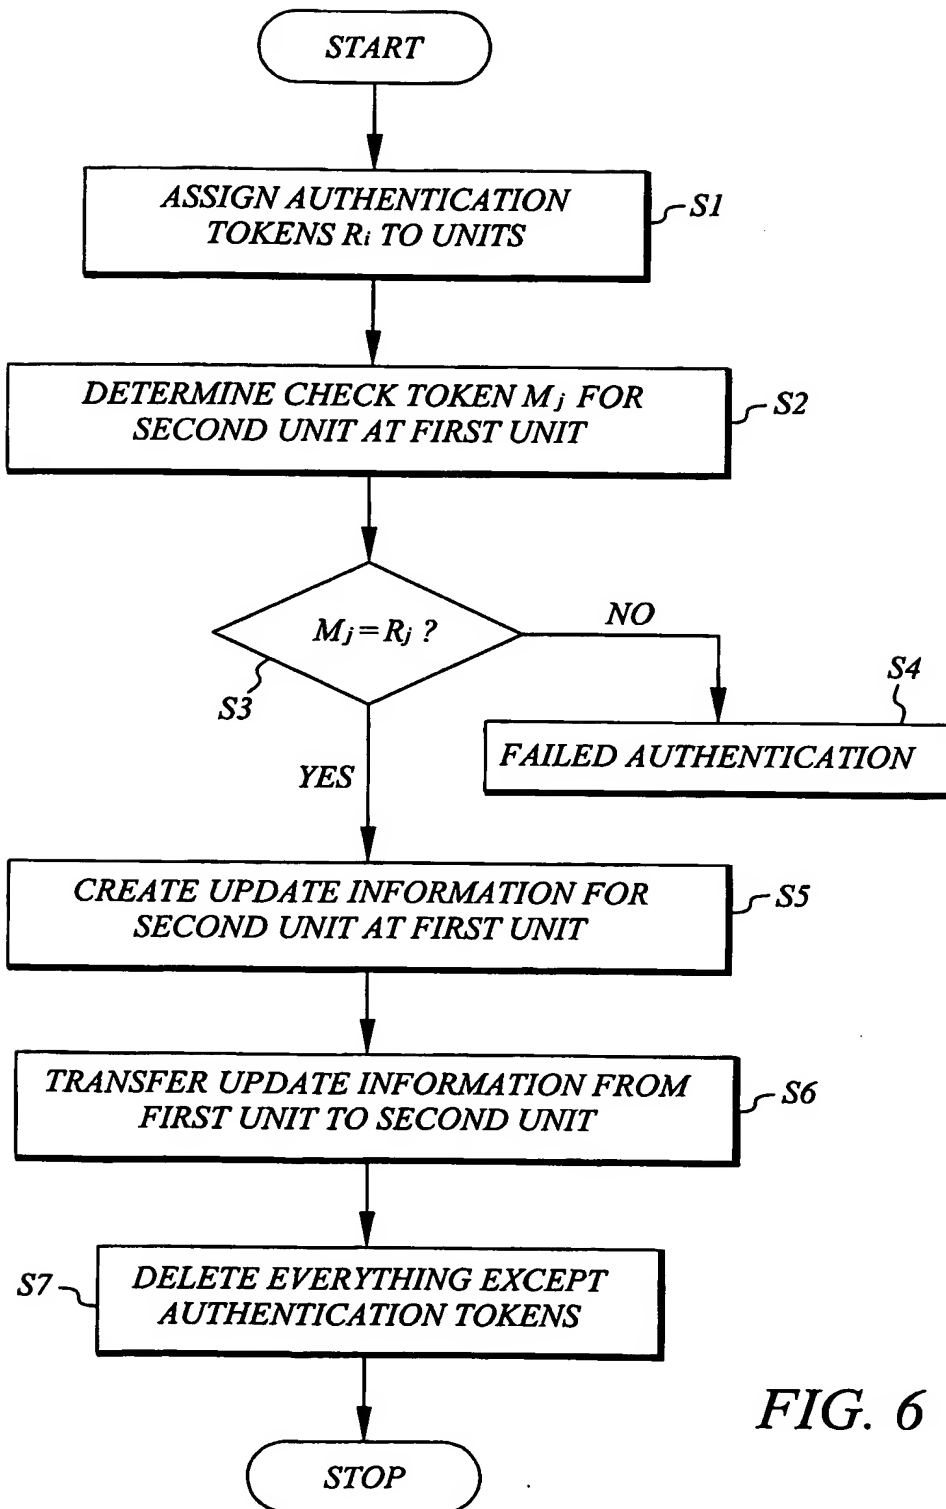 START
ASSIGN AUTHENTICATION
TOKENS Ri TO UNITS
S1
DETERMINE CHECK TOKEN Mj FOR
SECOND UNIT AT FIRST UNIT
S2
Mj = Rj ?
S3
NO
S4
FAILED AUTHENTICATION
YES
CREATE UPDATE INFORMATION FOR
SECOND UNIT AT FIRST UNIT
S5
TRANSFER UPDATE INFORMATION FROM
FIRST UNIT TO SECOND UNIT
S6
S7
DELETE EVERYTHING EXCEPT
AUTHENTICATION TOKENS
STOP
FIG. 6